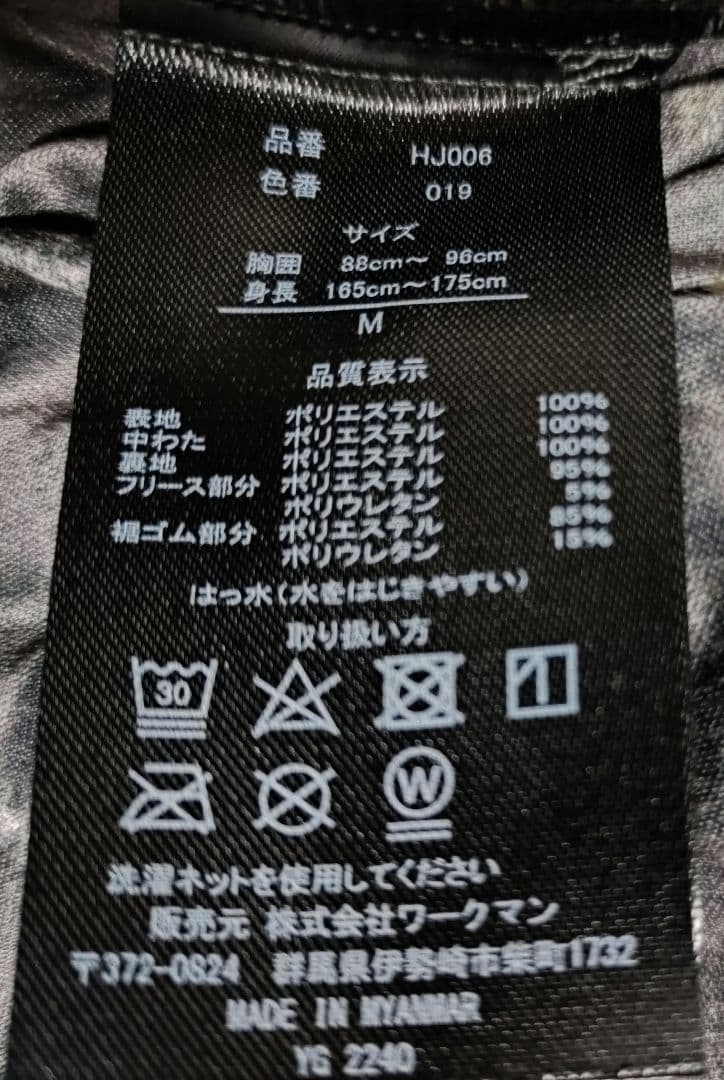 品番 HJ006
色番 019
サイズ
胸囲 88cm〜 96cm
身長 165cm〜175cm
M
品質表示
表地 ポリエステル 100%
中わた ポリエステル 100%
裏地 ポリエステル 100%
フリース部分 ポリエステル 95%
ポリウレタン 5%
裾ゴム部分 ポリエステル 85%
ポリウレタン 15%
はっ水(水をはじきやすい)
取り扱い方
30
W
洗濯ネットを使用してください
販売元 株式会社ワークマン
〒372-0824 群馬県伊勢崎市柴町1732
MADE IN MYANMAR
YG 2240